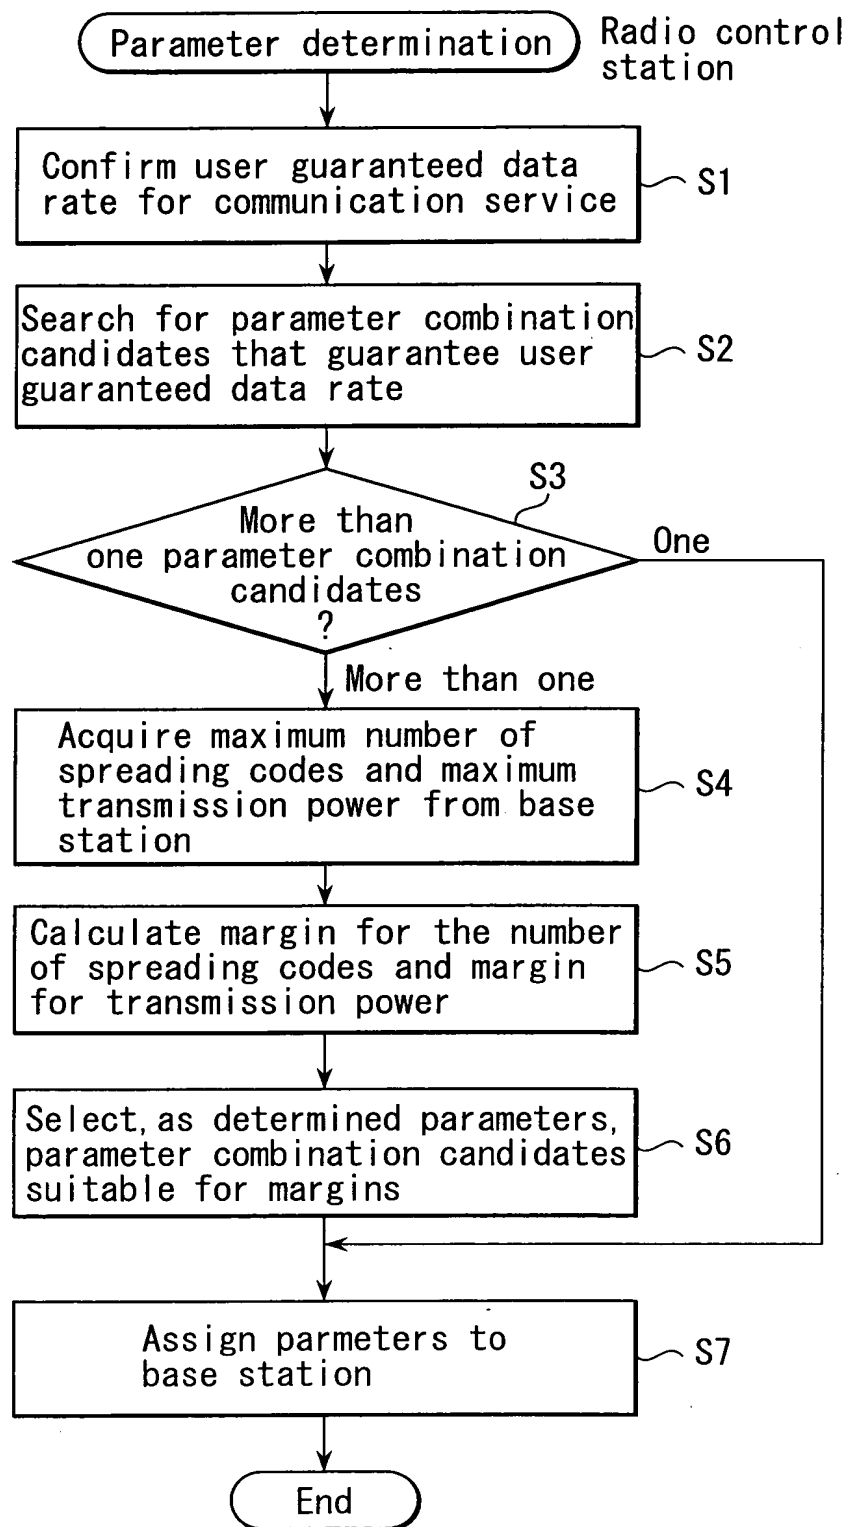 Parameter determination
Radio control
station
Confirm user guaranteed data
rate for communication service
S1
Search for parameter combination
candidates that guarantee user
guaranteed data rate
S2
S3
More than
one parameter combination
candidates
?
One
More than one
Acquire maximum number of
spreading codes and maximum
transmission power from base
station
S4
Calculate margin for the number
of spreading codes and margin
for transmission power
S5
Select, as determined parameters,
parameter combination candidates
suitable for margins
S6
Assign parmeters to
base station
S7
End